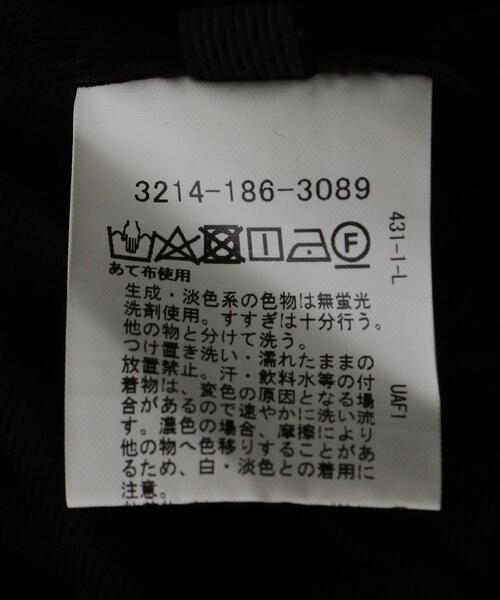 3214-186-3089
431-1-L
F
あて布使用
生成・淡色系の色物は無蛍光
洗剤使用。すすぎは十分行う。
他の物と分けて洗う。
つけ置き洗い・濡れたままの
放置禁止。汗・飲料水等の付
着物は、変色の原因となる場
合があるので速やかに洗い流
す。濃色の場合、摩擦により
他の物へ色移りすることがあ
るため、白・淡色との着用に
注意。
UAF1